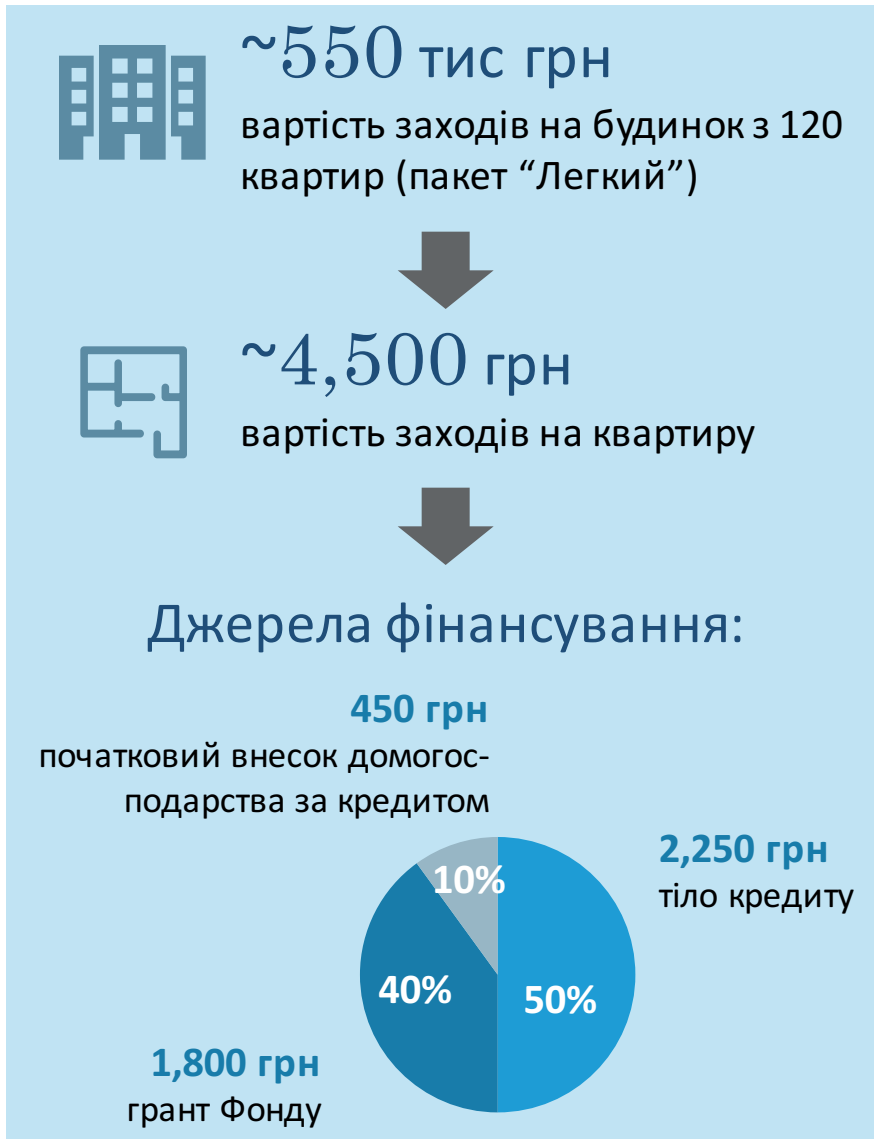 ~550 тис грн
вартість заходів на будинок з 120
квартир (пакет “Легкий”)
~4,500 грн
вартість заходів на квартиру
Джерела фінансування:
450 грн
початковий внесок домогос-
подарства за кредитом
2,250 грн
тіло кредиту
10%
40%
50%
1,800 грн
грант Фонду